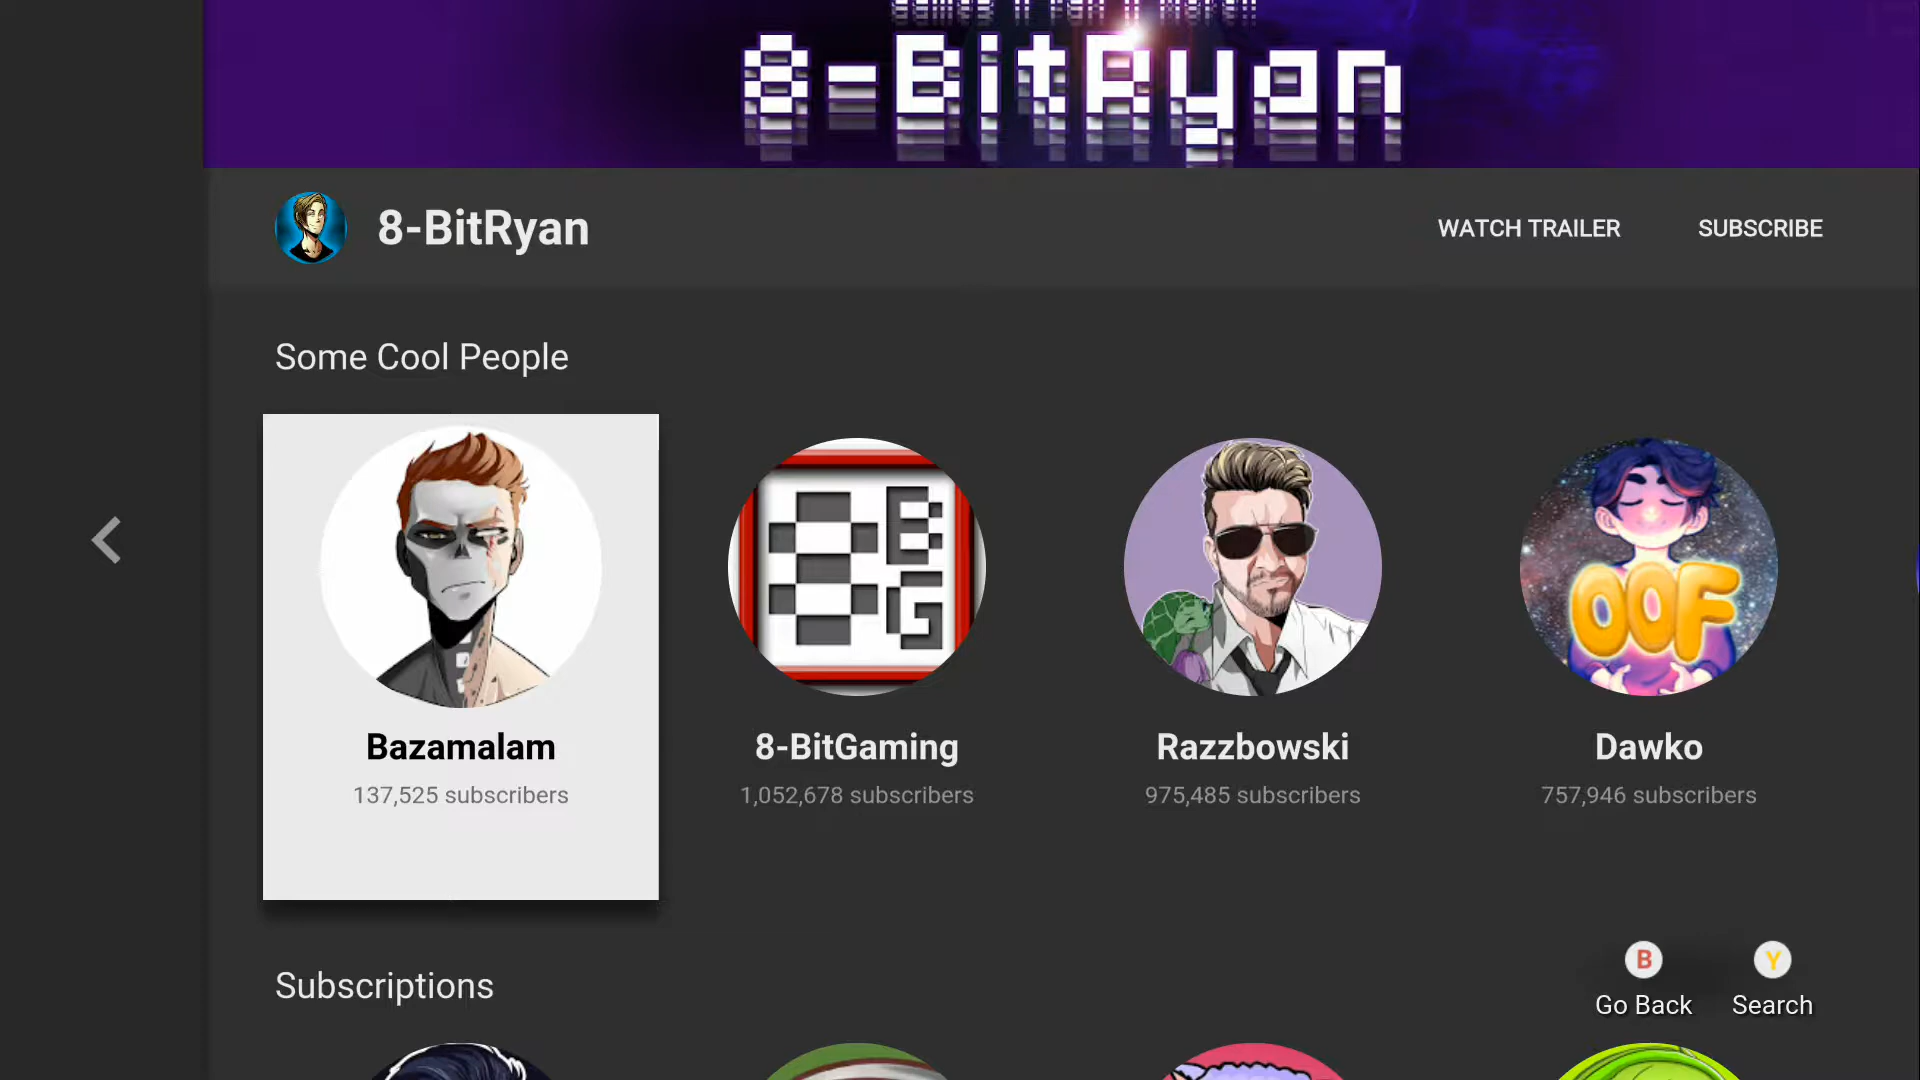 8-BitRyan
8-BitRyan
WATCH TRAILER
SUBSCRIBE
Some Cool People
8
B
G
OOF
Bazamalam
8-BitGaming
Razzbowski
Dawko
137,525 subscribers
1,052,678 subscribers
975,485 subscribers
757,946 subscribers
Subscriptions
B
Y
Go Back
Search